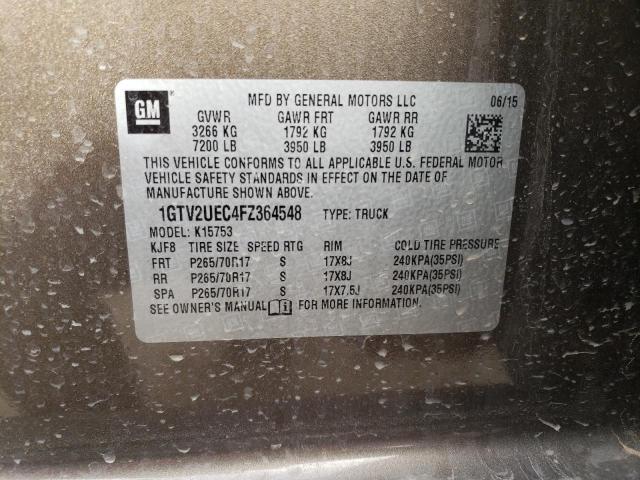 GM
MFD BY GENERAL MOTORS LLC 06/15
GVWR GAWR FRT GAWR RR
3266 KG 1792 KG 1792 KG
7200 LB 3950 LB 3950 LB
THIS VEHICLE CONFORMS TO ALL APPLICABLE U.S. FEDERAL MOTOR
VEHICLE SAFETY STANDARDS IN EFFECT ON THE DATE OF
MANUFACTURE SHOWN ABOVE.
1GTV2UEC4FZ364548 TYPE: TRUCK
MODEL: K15753
KJF8 TIRE SIZE SPEED RTG RIM COLD TIRE PRESSURE
FRT P265/70R17 S 17X8J 240KPA(35PSI)
RR P265/70R17 S 17X8J 240KPA(35PSI)
SPA P265/70R17 S 17X7.5J 240KPA(35PSI)
SEE OWNER'S MANUAL FOR MORE INFORMATION.